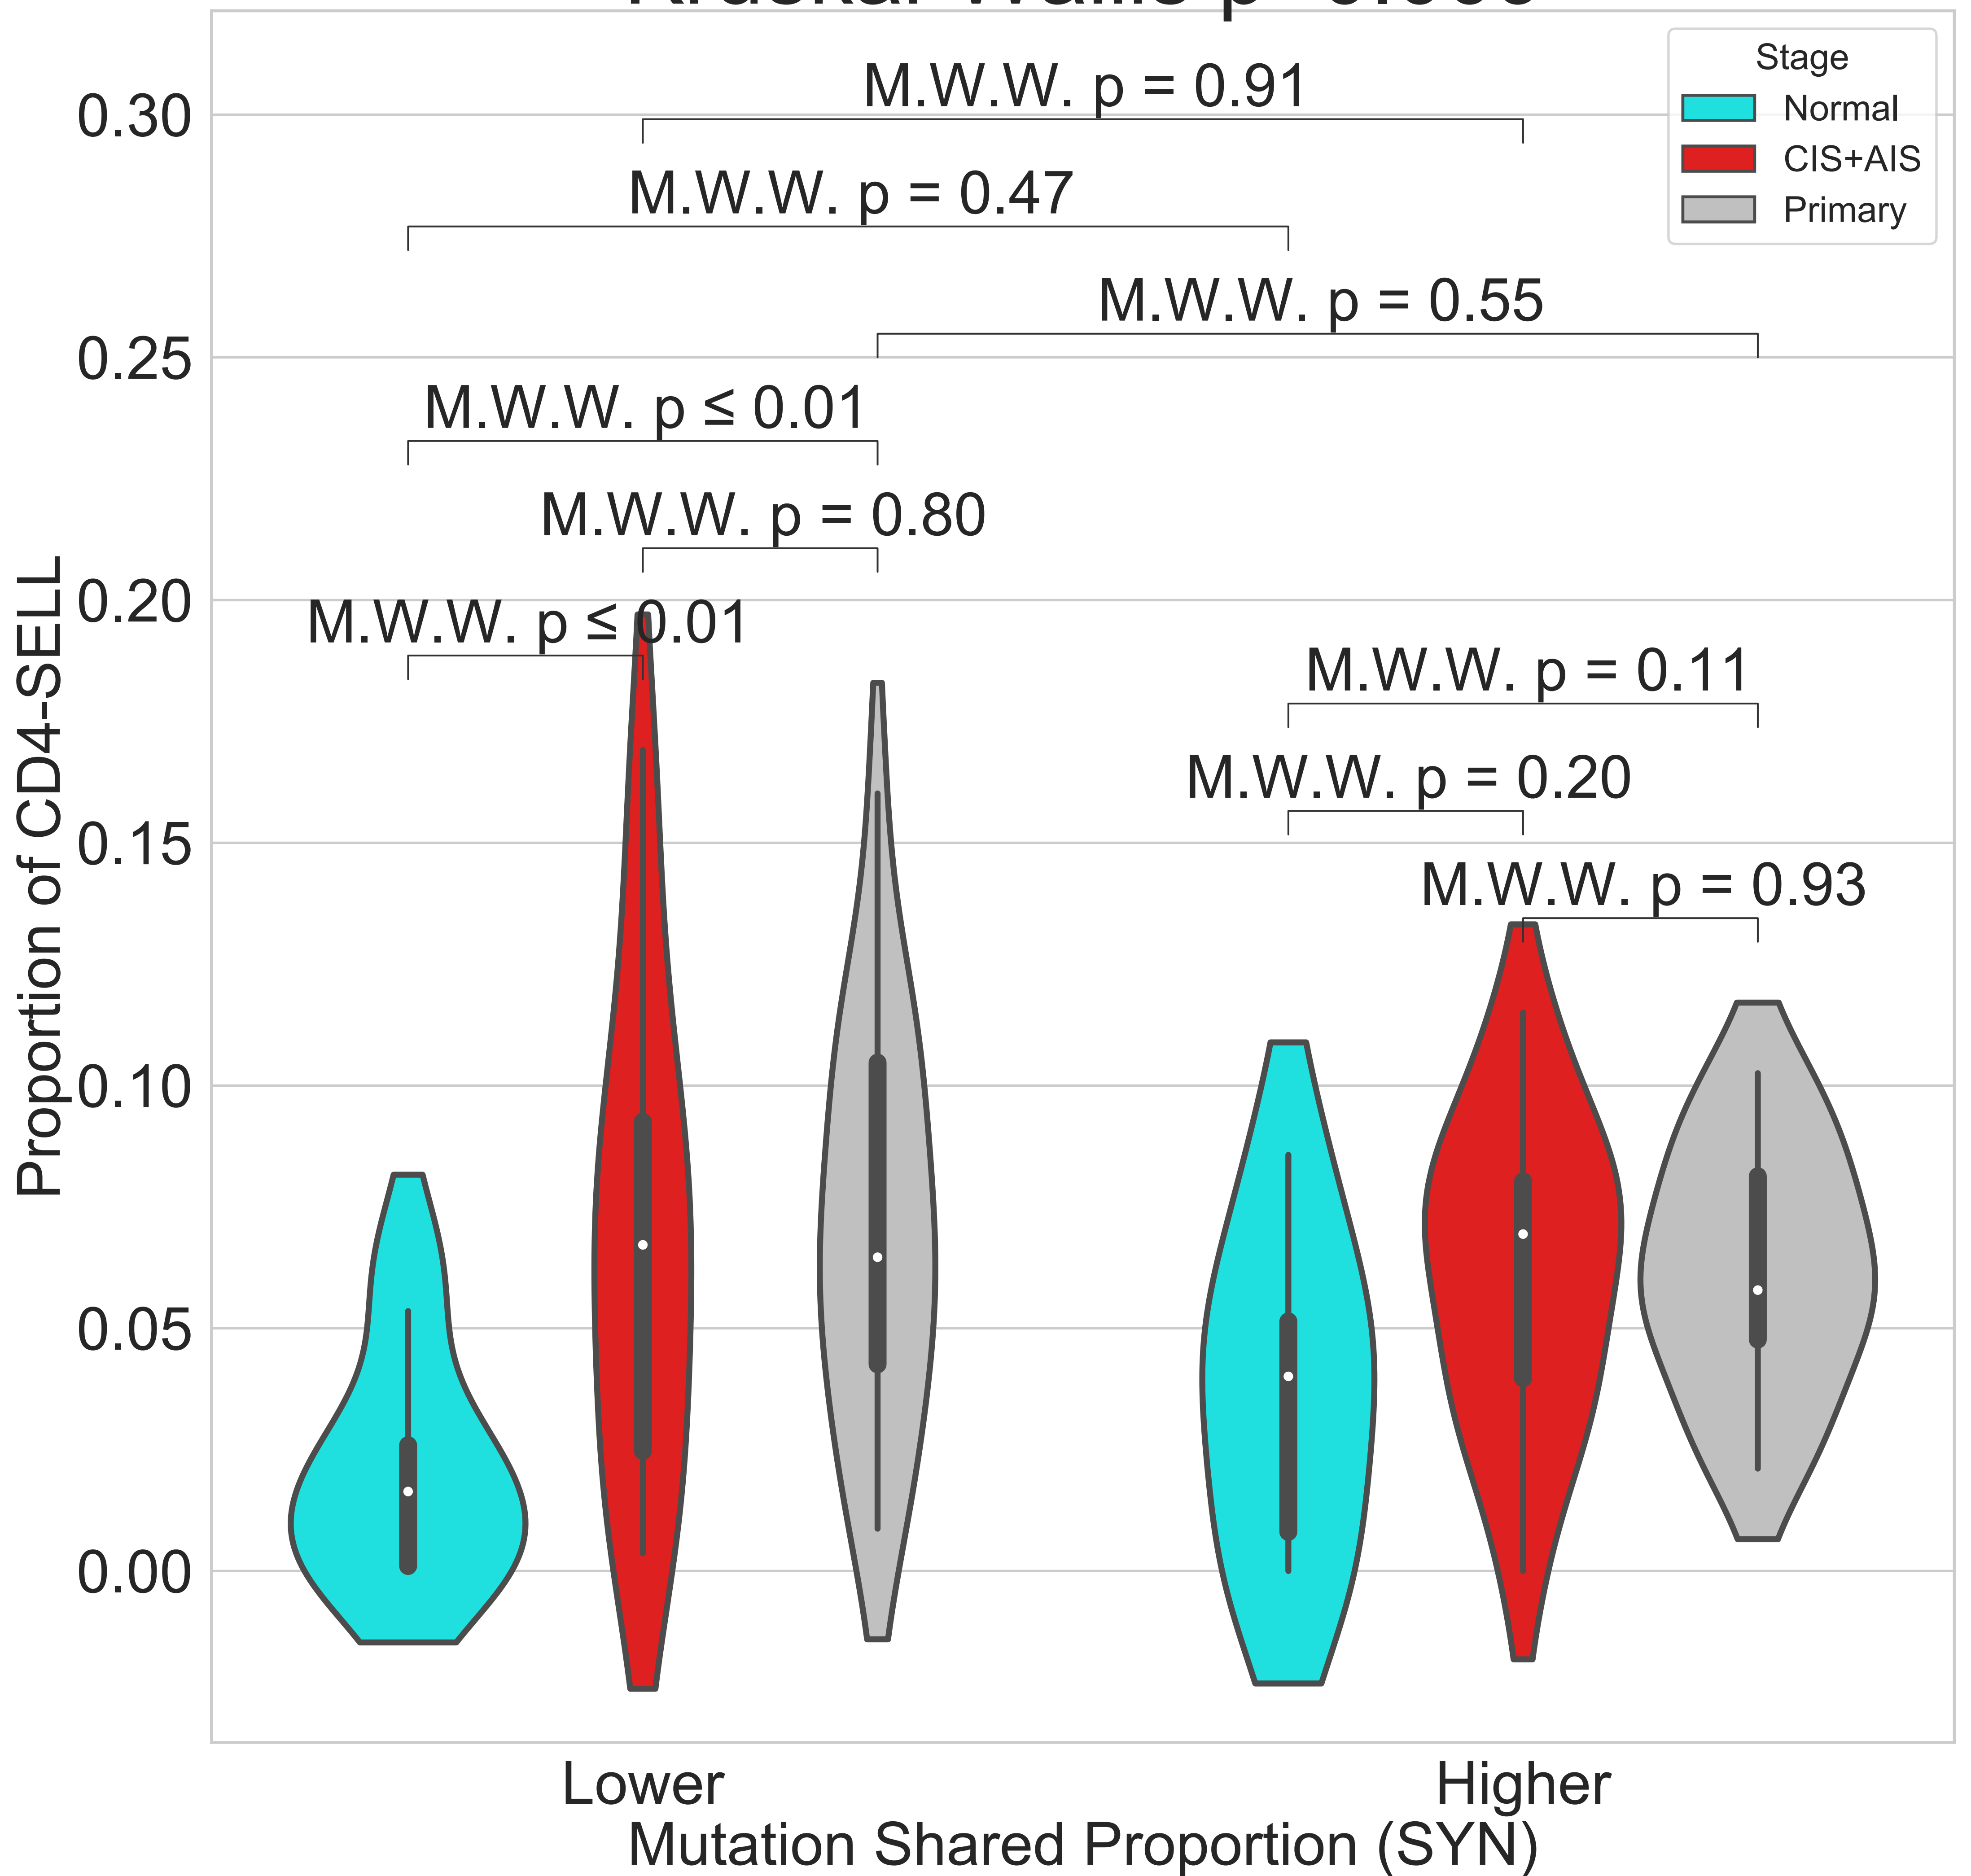 Stage
Normal
CIS+AIS
Primary
M.W.W. p = 0.91
M.W.W. p = 0.47
M.W.W. p = 0.55
M.W.W. p ≤ 0.01
M.W.W. p = 0.80
M.W.W. p ≤ 0.01
M.W.W. p = 0.11
M.W.W. p = 0.20
M.W.W. p = 0.93
0.30
0.25
0.20
0.15
0.10
0.05
0.00
Proportion of CD4-SELL
Lower
Higher
Mutation Shared Proportion (SYN)